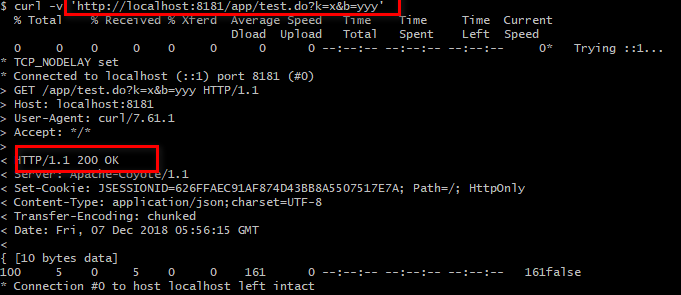 $ curl -v 'http://localhost:8181/app/test.do?k=x&b=yyy'
  % Total    % Received % Xferd  Average Speed   Time    Time     Time  Current
                                 Dload  Upload   Total   Spent    Left  Speed
  0     0    0     0    0     0      0      0 --:--:-- --:--:-- --:--:--     0*   Trying ::1...
* TCP_NODELAY set
* Connected to localhost (::1) port 8181 (#0)
> GET /app/test.do?k=x&b=yyy HTTP/1.1
> Host: localhost:8181
> User-Agent: curl/7.61.1
> Accept: */*
>
< HTTP/1.1 200 OK
< Server: Apache-Coyote/1.1
< Set-Cookie: JSESSIONID=626FFAEC91AF874D43BB8A5507517E7A; Path=/; HttpOnly
< Content-Type: application/json;charset=UTF-8
< Transfer-Encoding: chunked
< Date: Fri, 07 Dec 2018 05:56:15 GMT
<
{ [10 bytes data]
100     5    0     5    0     0    161      0 --:--:-- --:--:-- --:--:--   161false
* Connection #0 to host localhost left intact